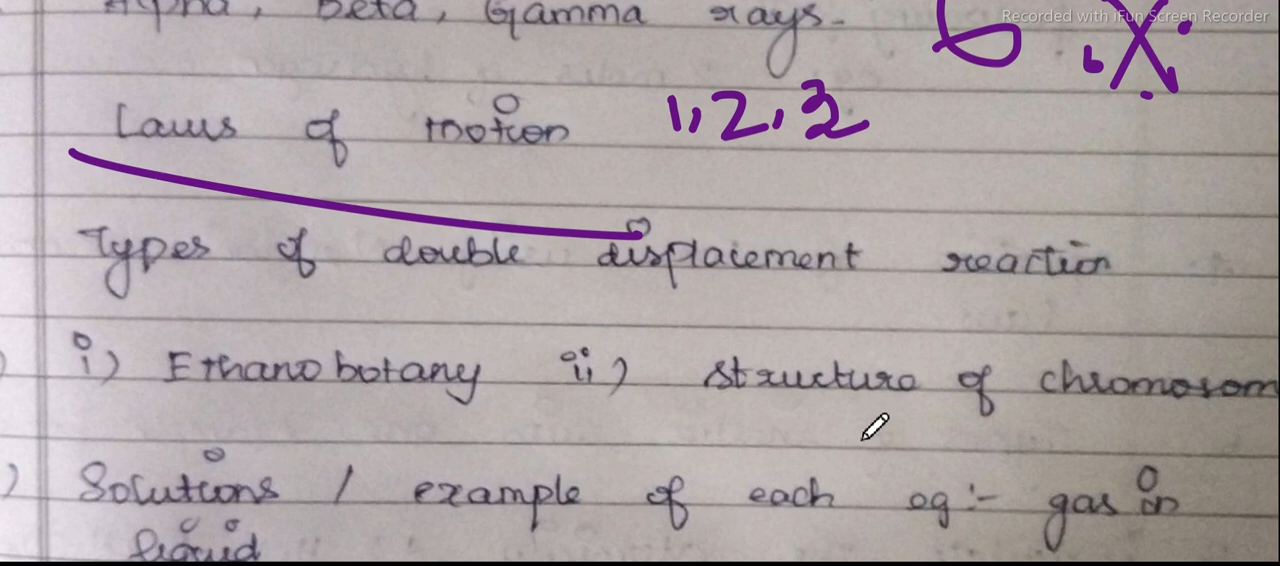 Alpha, Beta, Gamma rays.
Recorded with iFun Screen Recorder
Laws of motion 1, 2, 3
Types of double displacement reaction
i) Ethanobotany ii) structure of chromosom
) Solutions / example of each eg:- gas in
liquid